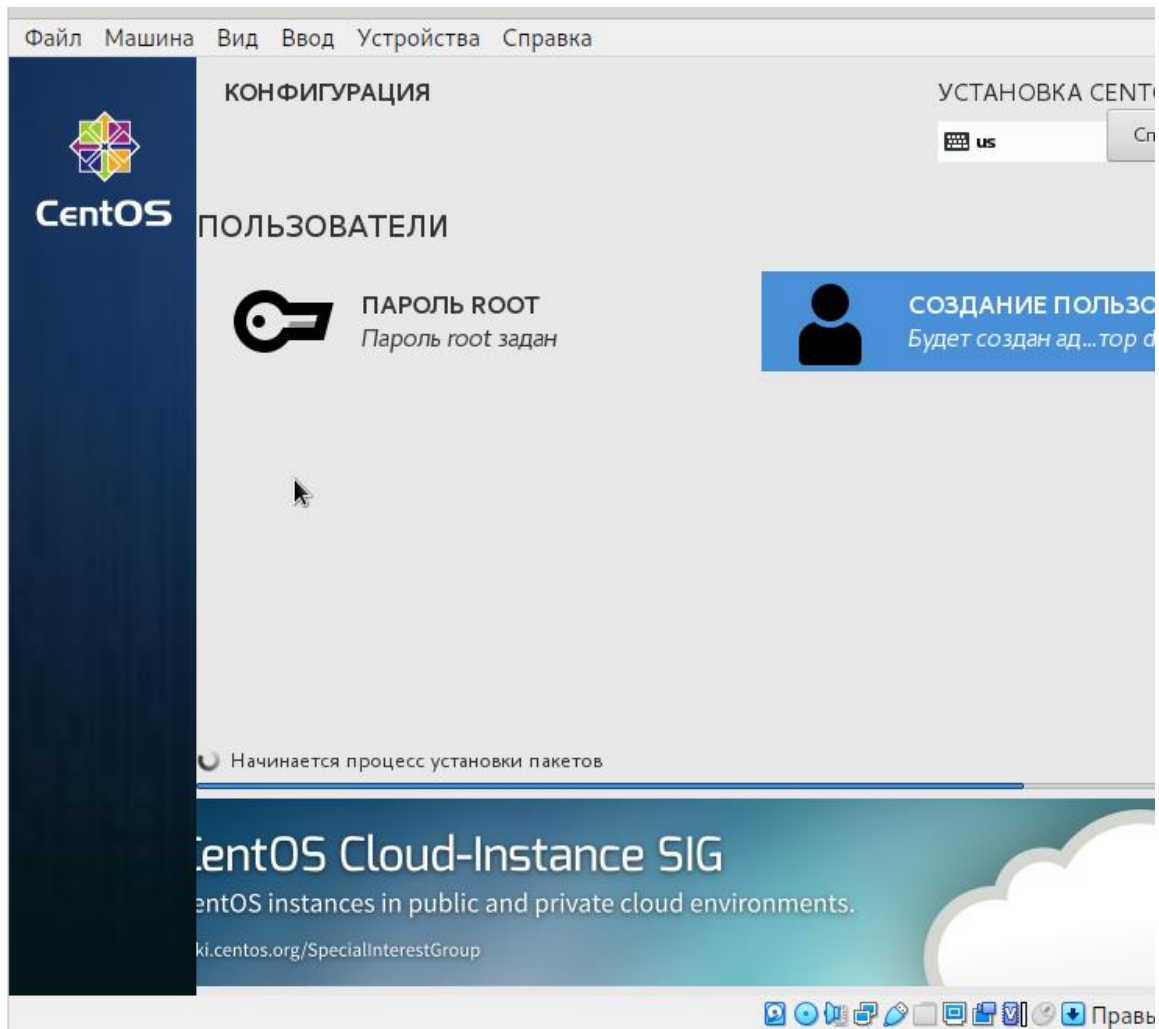 Файл Машина Вид Ввод Устройства Справка
КОНФИГУРАЦИЯ
УСТАНОВКА CENT
us
Сп
CentOS
ПОЛЬЗОВАТЕЛИ
ПАРОЛЬ ROOT
Пароль root задан
СОЗДАНИЕ ПОЛЬЗО
Будет создан ад...тор d
Начинается процесс установки пакетов
entOS Cloud-Instance SIG
entOS instances in public and private cloud environments.
ki.centos.org/SpecialInterestGroup
Правы